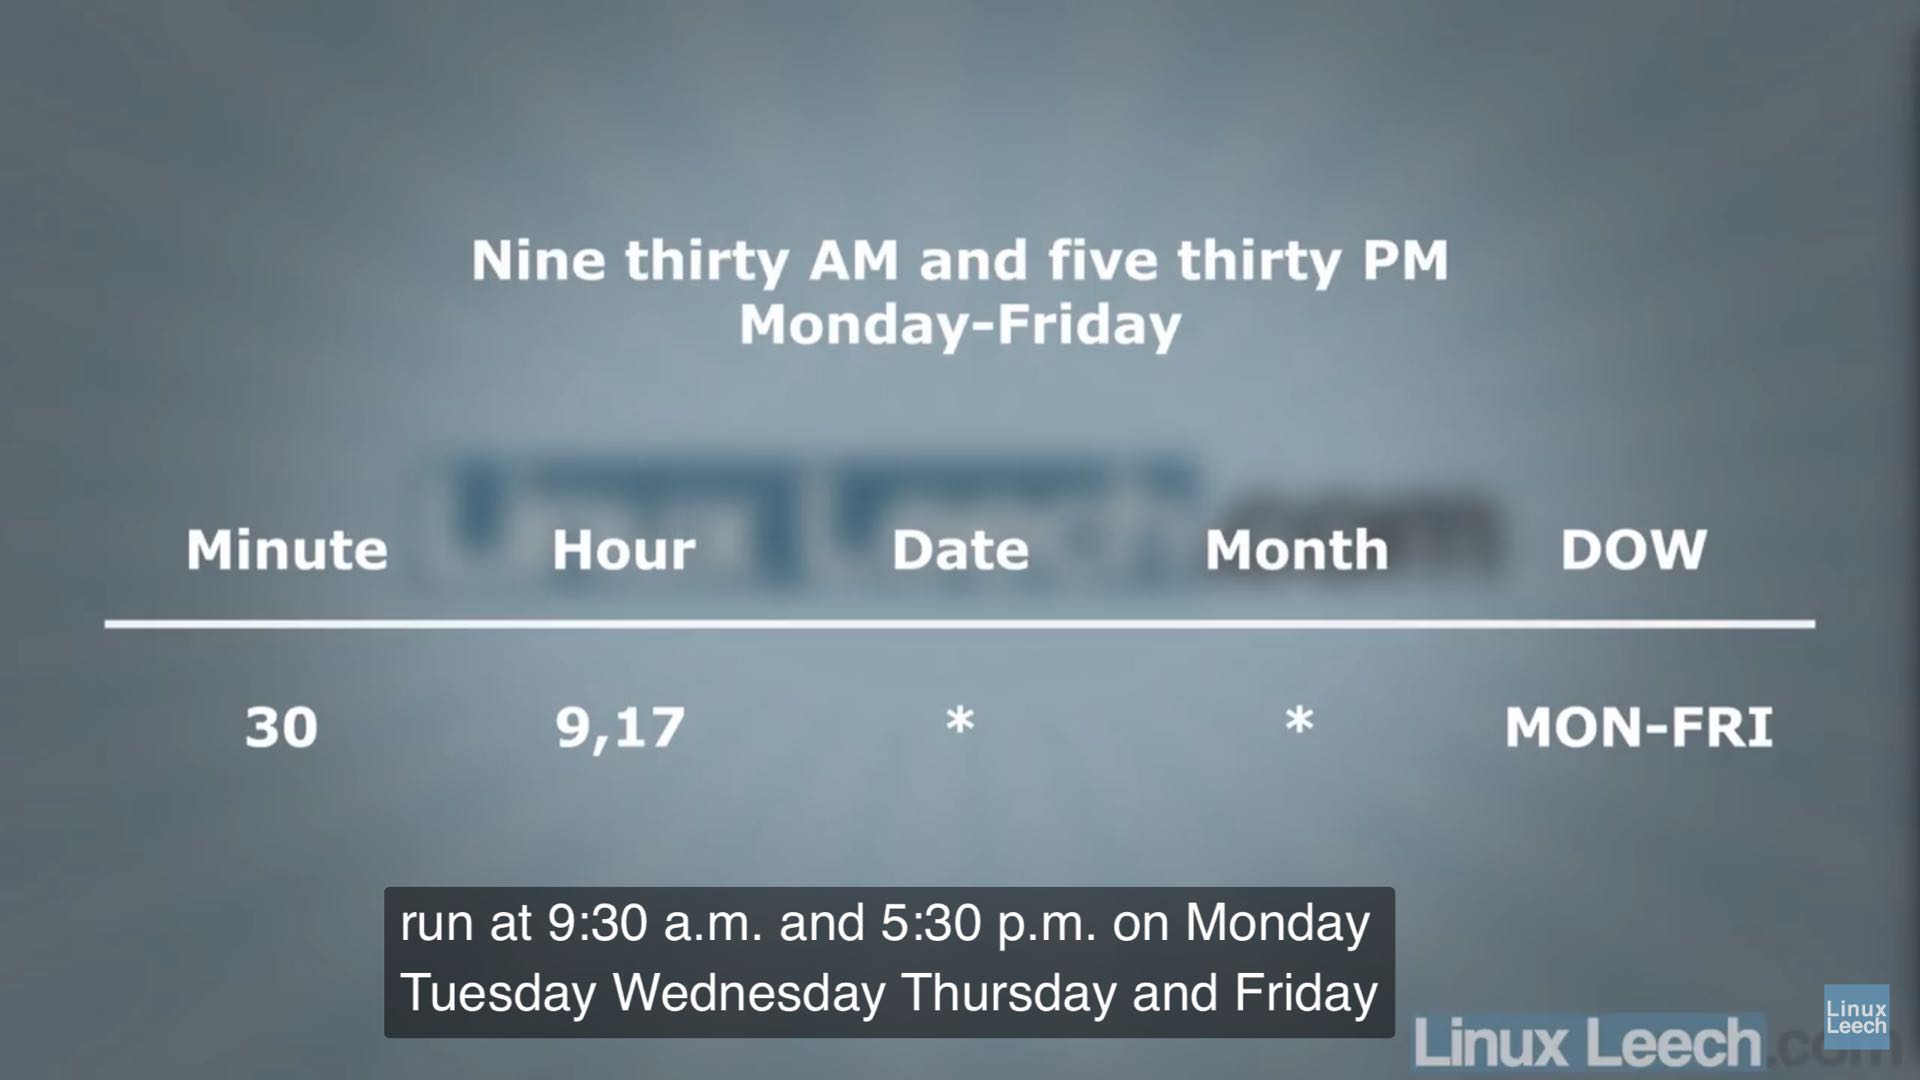 Nine thirty AM and five thirty PM
Monday-Friday
Minute Hour Date Month DOW
30 9,17 * * MON-FRI
run at 9:30 a.m. and 5:30 p.m. on Monday
Tuesday Wednesday Thursday and Friday
Linux
Leech
Linux Leech.com